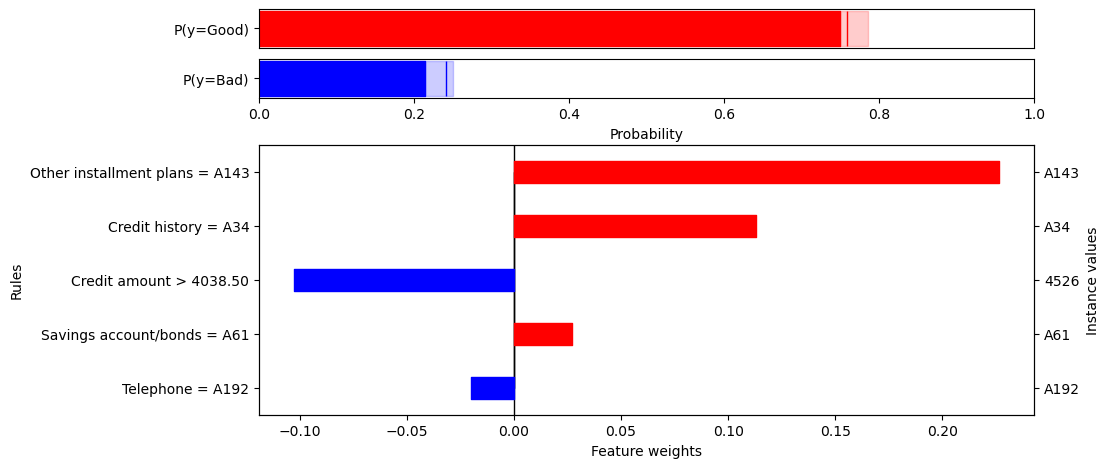 P(y=Good)
P(y=Bad)
0.0 0.2 0.4 0.6 0.8 1.0
Probability
Other installment plans = A143 A143
Credit history = A34 A34
Credit amount > 4038.50 4526
Savings account/bonds = A61 A61
Telephone = A192 A192
Rules
Instance values
−0.10 −0.05 0.00 0.05 0.10 0.15 0.20
Feature weights